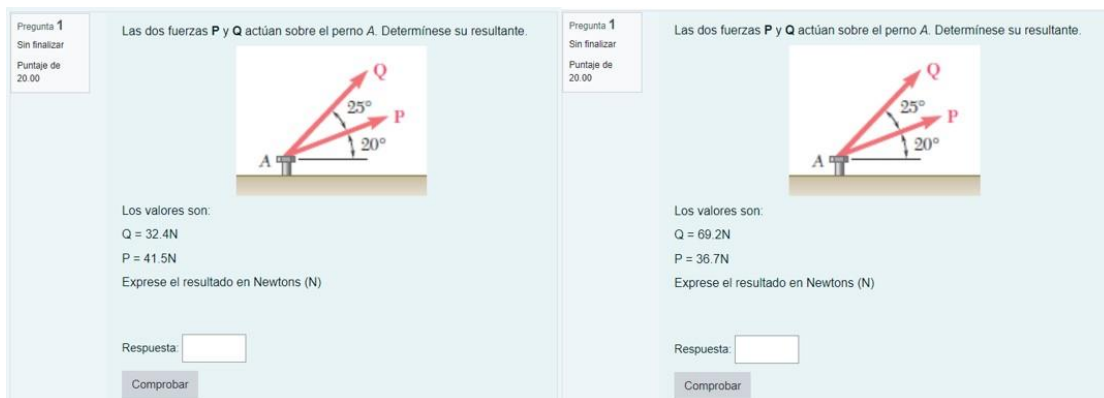 Pregunta 1
Sin finalizar
Puntaje de
20.00
Las dos fuerzas P y Q actúan sobre el perno A. Determínese su resultante.
Q
25°
P
20°
A
Los valores son:
Q = 32.4N
P = 41.5N
Exprese el resultado en Newtons (N)
Respuesta:
Comprobar
Pregunta 1
Sin finalizar
Puntaje de
20.00
Las dos fuerzas P y Q actúan sobre el perno A. Determínese su resultante.
Q
25°
P
20°
A
Los valores son:
Q = 69.2N
P = 36.7N
Exprese el resultado en Newtons (N)
Respuesta:
Comprobar